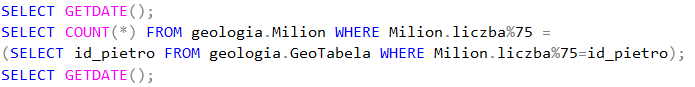 SELECT GETDATE();
SELECT COUNT(*) FROM geologia.Milion WHERE Milion.liczba%75 =
(SELECT id_pietro FROM geologia.GeoTabela WHERE Milion.liczba%75=id_pietro);
SELECT GETDATE();